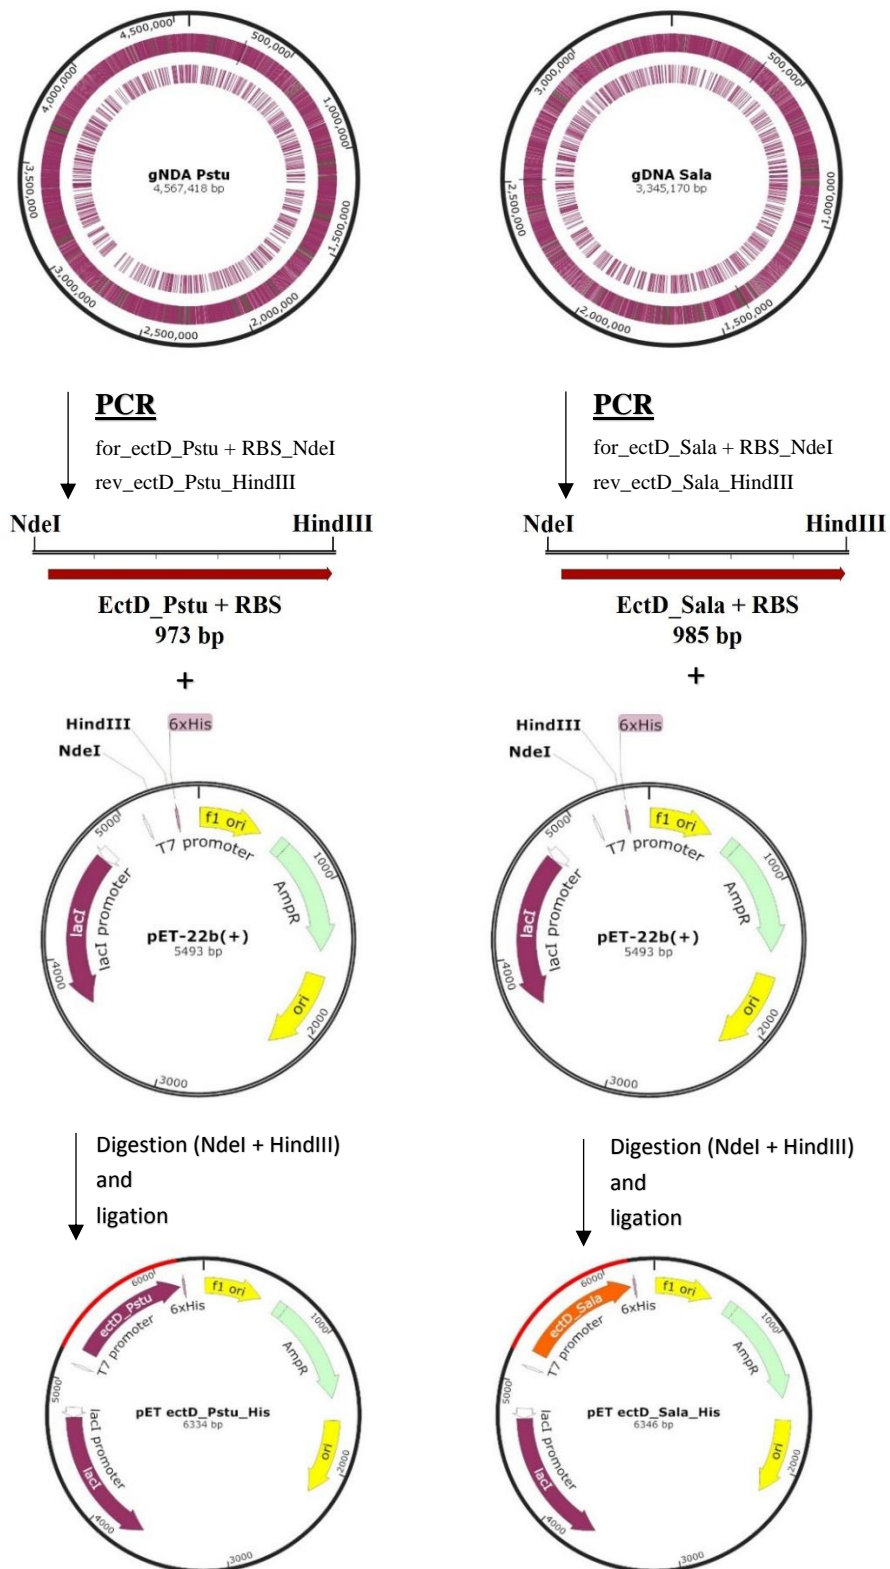 4,500,000
500,000
4,000,000
1,000,000
gNDA Pstu
4,567,418 bp
3,500,000
1,500,000
3,000,000
2,000,000
2,500,000
3,000,000
500,000
gDNA Sala
3,345,170 bp
2,500,000
1,000,000
2,000,000
1,500,000
PCR
for_ectD_Pstu + RBS_NdeI
rev_ectD_Pstu_HindIII
PCR
for_ectD_Sala + RBS_NdeI
rev_ectD_Sala_HindIII
NdeI HindIII
EctD_Pstu + RBS
973 bp
+
NdeI HindIII
EctD_Sala + RBS
985 bp
+
HindIII
6xHis
NdeI
5000
f1 ori
T7 promoter
1000
AmpR
lacI promoter
lacI
pET-22b(+)
5493 bp
4000
ori
2000
3000
HindIII
6xHis
NdeI
5000
f1 ori
T7 promoter
1000
AmpR
lacI promoter
lacI
pET-22b(+)
5493 bp
4000
ori
2000
3000
Digestion (NdeI + HindIII)
and
ligation
Digestion (NdeI + HindIII)
and
ligation
6000
ectD_Pstu
6xHis
f1 ori
1000
T7 promoter
AmpR
5000
pET ectD_Pstu_His
6334 bp
lacI promoter
lacI
ori
2000
4000
3000
6000
ectD_Sala
6xHis
f1 ori
1000
T7 promoter
AmpR
5000
pET ectD_Sala_His
6346 bp
lacI promoter
lacI
ori
2000
4000
3000